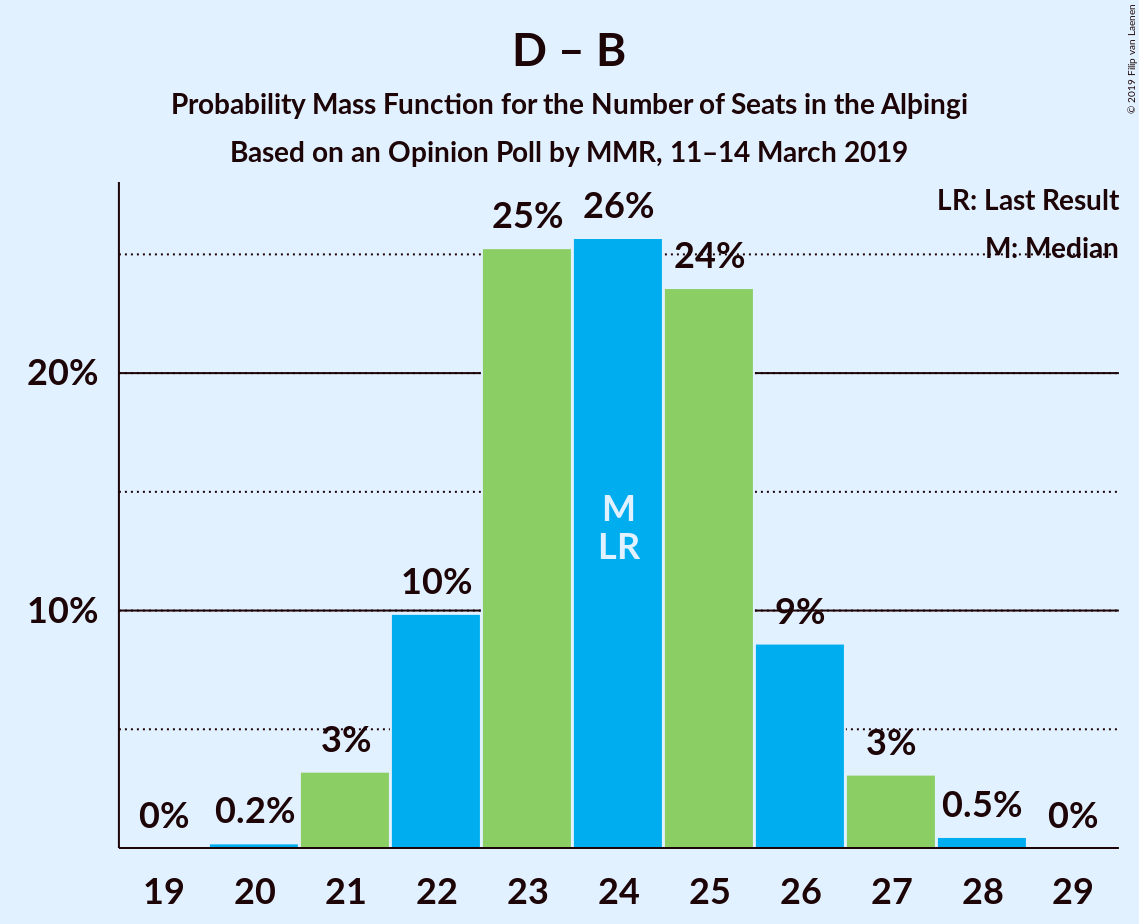 D – B
Probability Mass Function for the Number of Seats in the Alþingi
Based on an Opinion Poll by MMR, 11–14 March 2019
© 2019 Filip van Laenen
LR: Last Result
M: Median
20%
10%
0%
0.2%
3%
10%
25%
26%
24%
9%
3%
0.5%
0%
M
LR
19 20 21 22 23 24 25 26 27 28 29